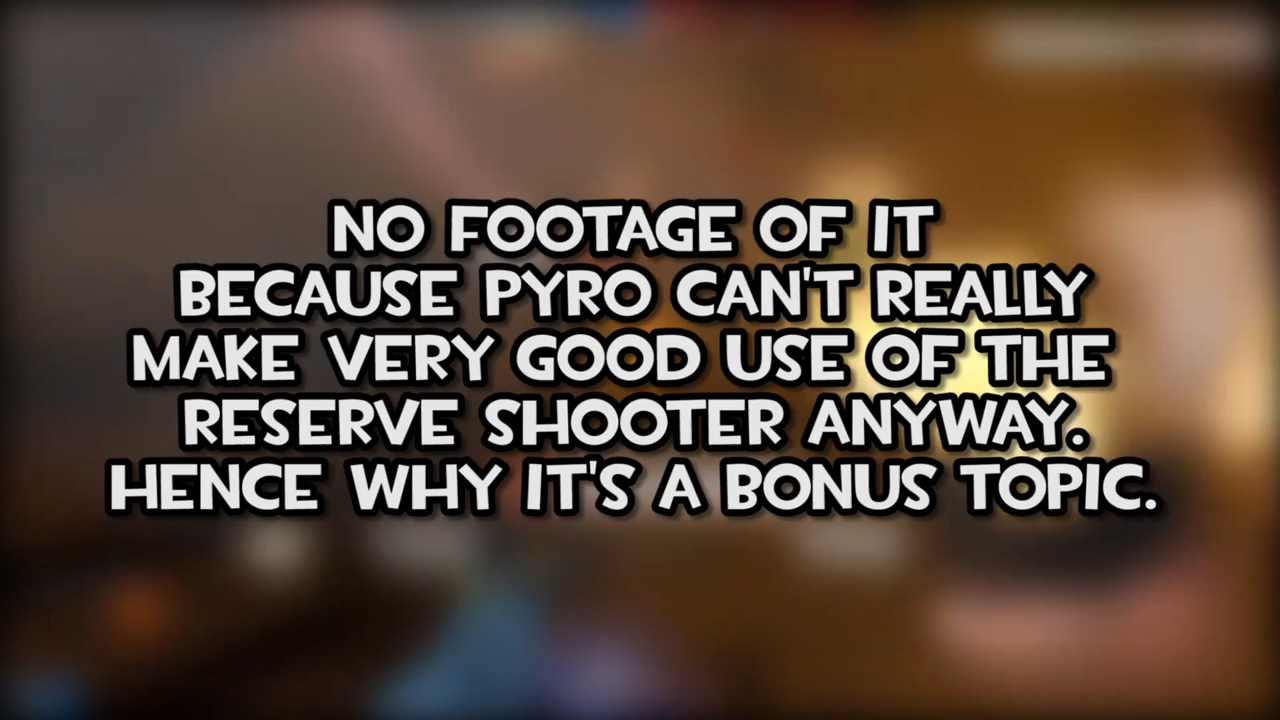 NO FOOTAGE OF IT
BECAUSE PYRO CAN'T REALLY
MAKE VERY GOOD USE OF THE
RESERVE SHOOTER ANYWAY.
HENCE WHY IT'S A BONUS TOPIC.